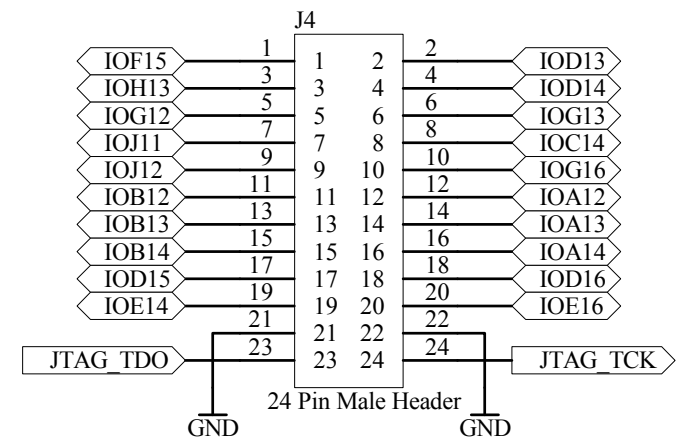 J4
IOF15 1 1 2 2 IOD13
IOH13 3 3 4 4 IOD14
IOG12 5 5 6 6 IOG13
IOJ11 7 7 8 8 IOC14
IOJ12 9 9 10 10 IOG16
IOB12 11 11 12 12 IOA12
IOB13 13 13 14 14 IOA13
IOB14 15 15 16 16 IOA14
IOD15 17 17 18 18 IOD16
IOE14 19 19 20 20 IOE16
21 21 22 22
JTAG_TDO 23 23 24 24 JTAG_TCK
24 Pin Male Header
GND GND